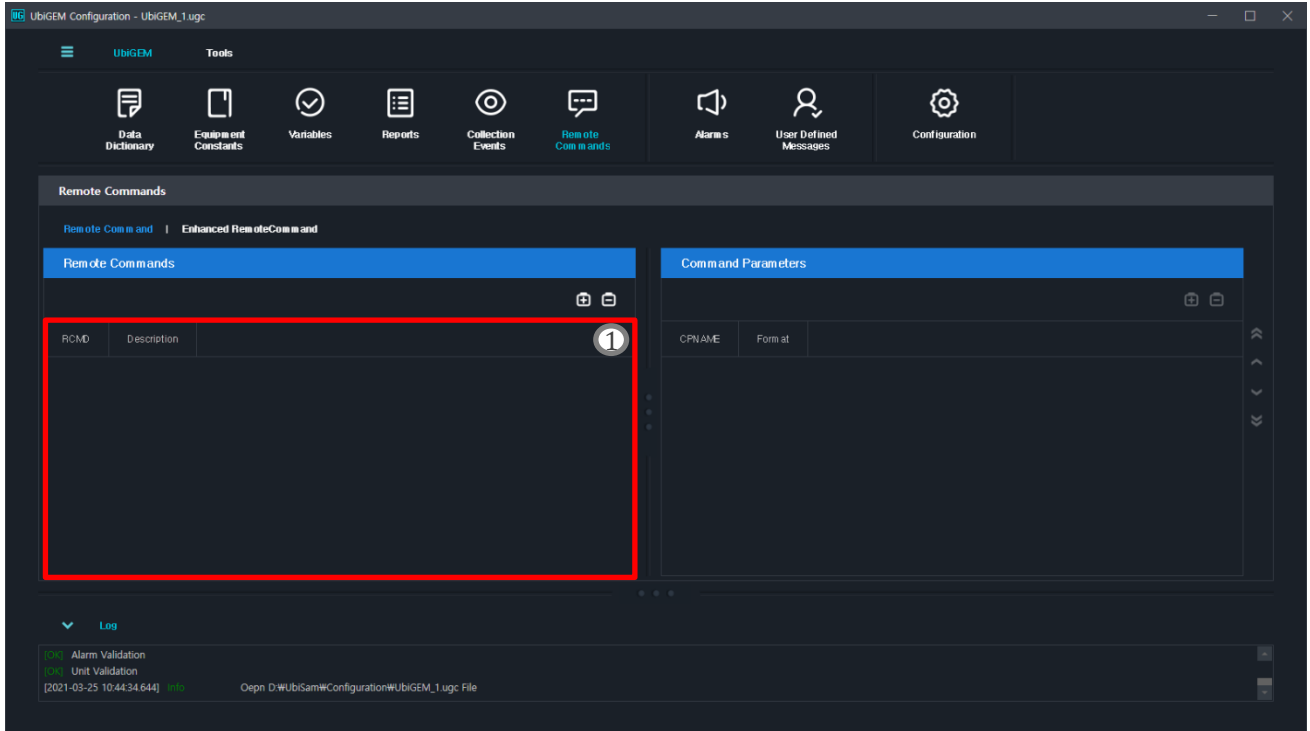 UG UbiGEM Configuration - UbiGEM_1.ugc
UbiGEM Tools
Data Dictionary
Equipment Constants
Variables
Reports
Collection Events
Remote Commands
Alarms
User Defined Messages
Configuration
Remote Commands
Remote Command | Enhanced RemoteCommand
Remote Commands
Command Parameters
RCMD Description
1
CPNAME Format
Log
[OK] Alarm Validation
[OK] Unit Validation
[2021-03-25 10:44:34.644] Info Oepn D:₩UbiSam₩Configuration₩UbiGEM_1.ugc File